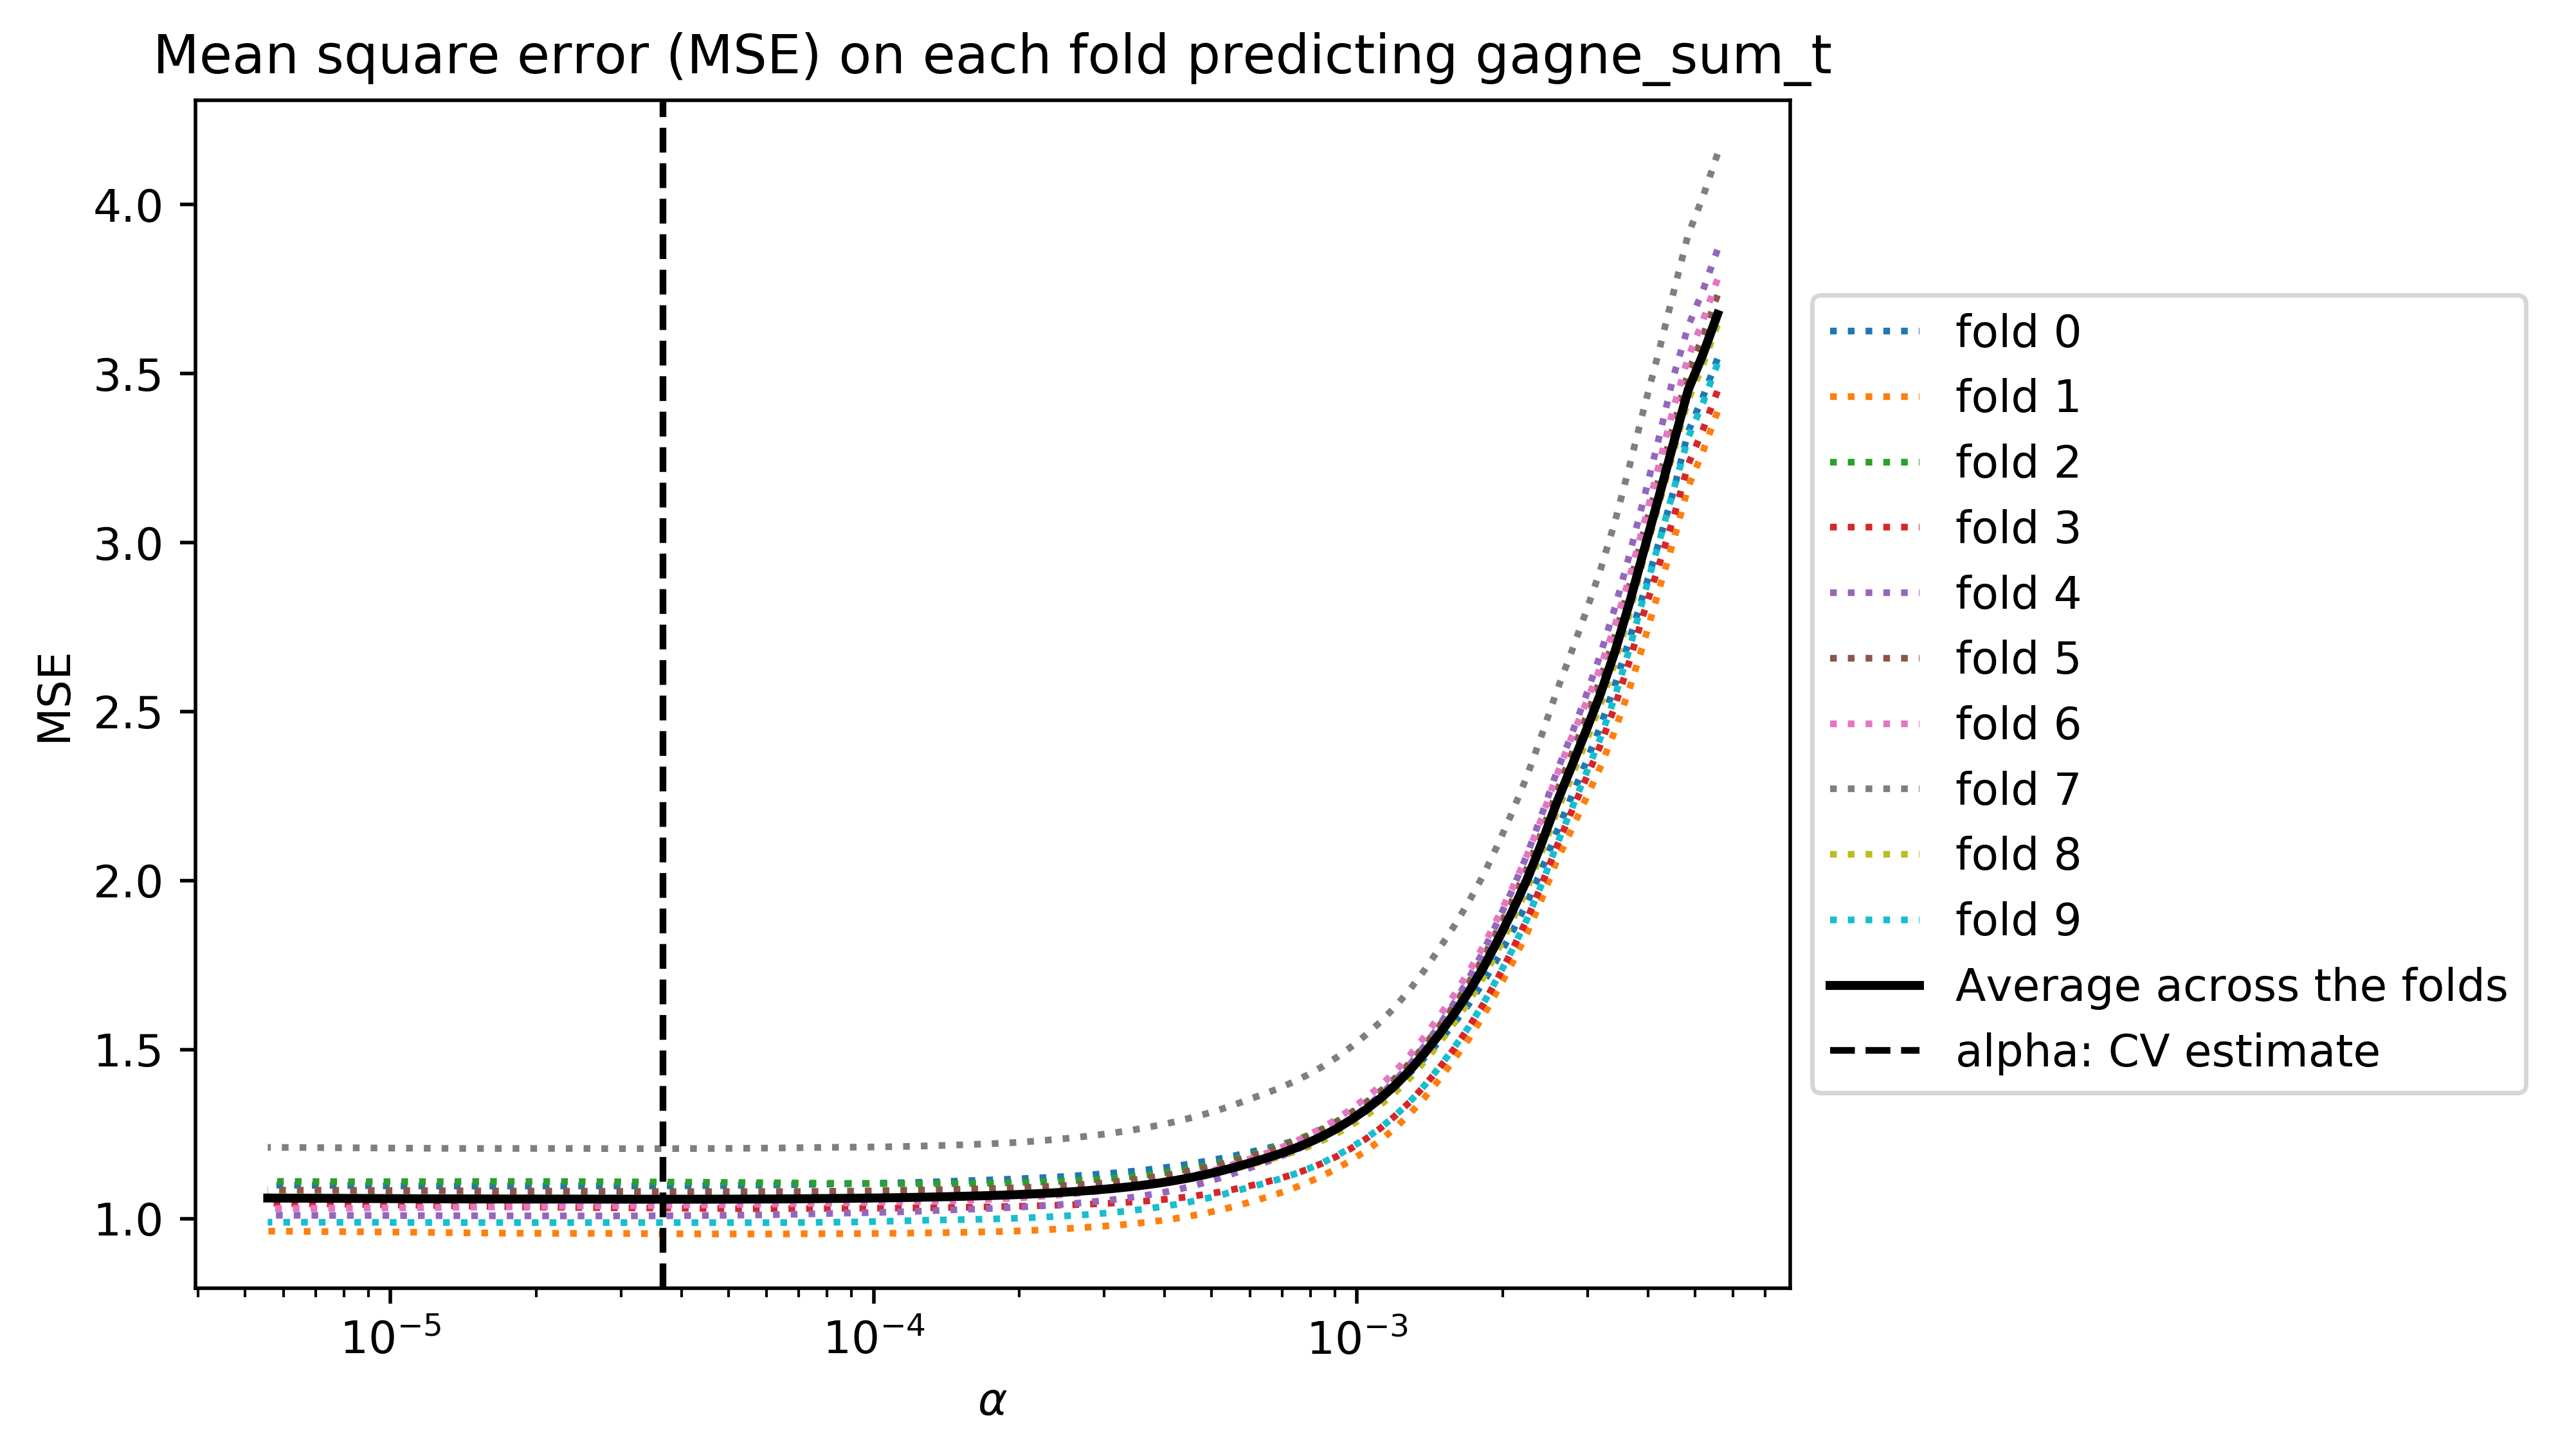 Mean square error (MSE) on each fold predicting gagne_sum_t
MSE
4.0
3.5
3.0
2.5
2.0
1.5
1.0
10⁻⁵
10⁻⁴
10⁻³
α
fold 0
fold 1
fold 2
fold 3
fold 4
fold 5
fold 6
fold 7
fold 8
fold 9
Average across the folds
alpha: CV estimate